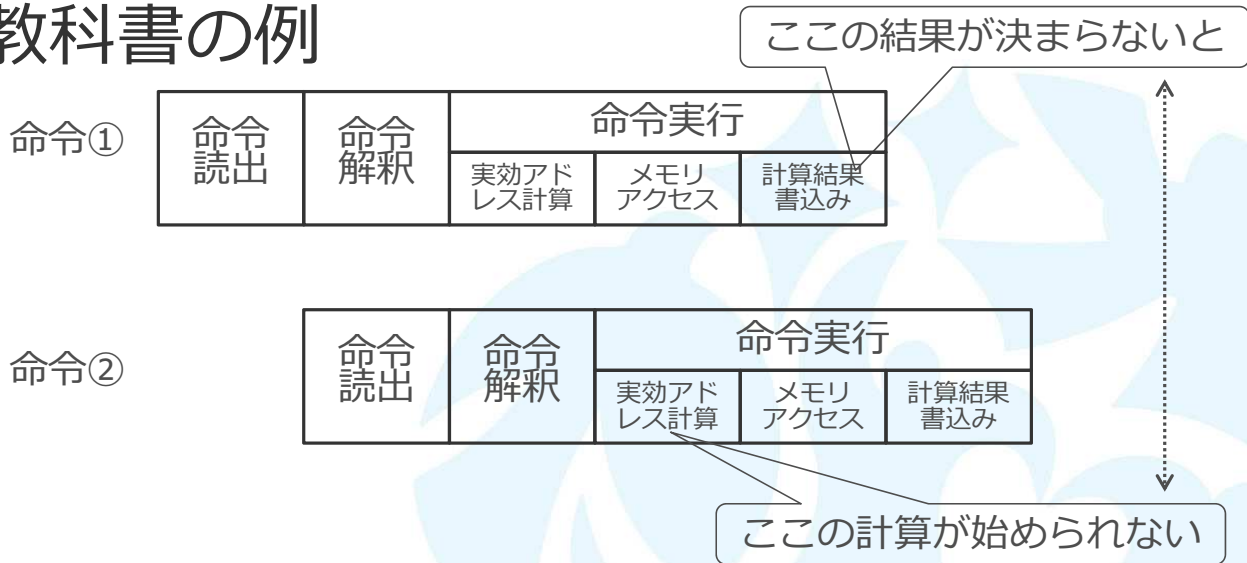 教科書の例
ここの結果が決まらないと
命令①
命令
読出
命令
解釈
命令実行
実効アド
レス計算
メモリ
アクセス
計算結果
書込み
命令②
命令
読出
命令
解釈
命令実行
実効アド
レス計算
メモリ
アクセス
計算結果
書込み
ここの計算が始められない